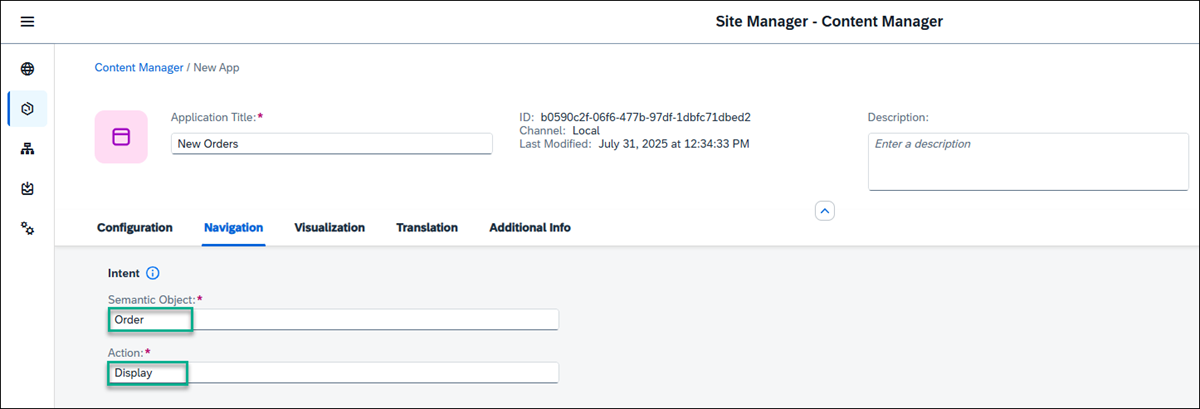 Site Manager - Content Manager
Content Manager / New App
Application Title:*
New Orders
ID: b0590c2f-06f6-477b-97df-1dbfc71dbed2
Channel: Local
Last Modified: July 31, 2025 at 12:34:33 PM
Description:
Enter a description
Configuration Navigation Visualization Translation Additional Info
Intent
Semantic Object:*
Order
Action:*
Display